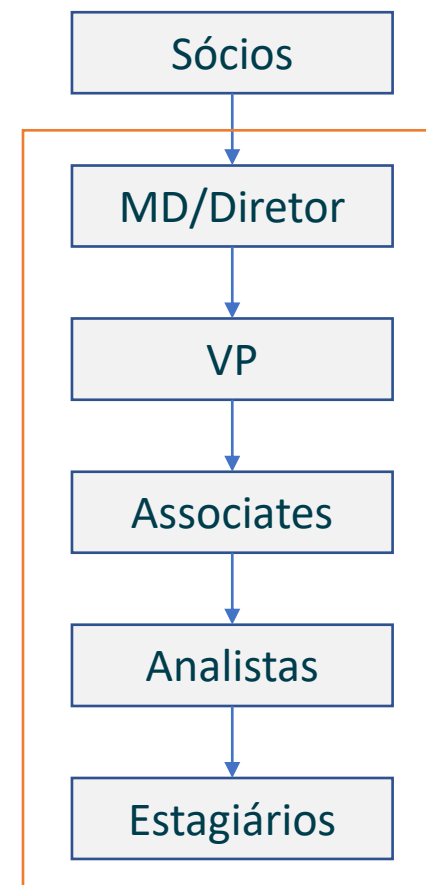 Sócios
MD/Diretor
VP
Associates
Analistas
Estagiários